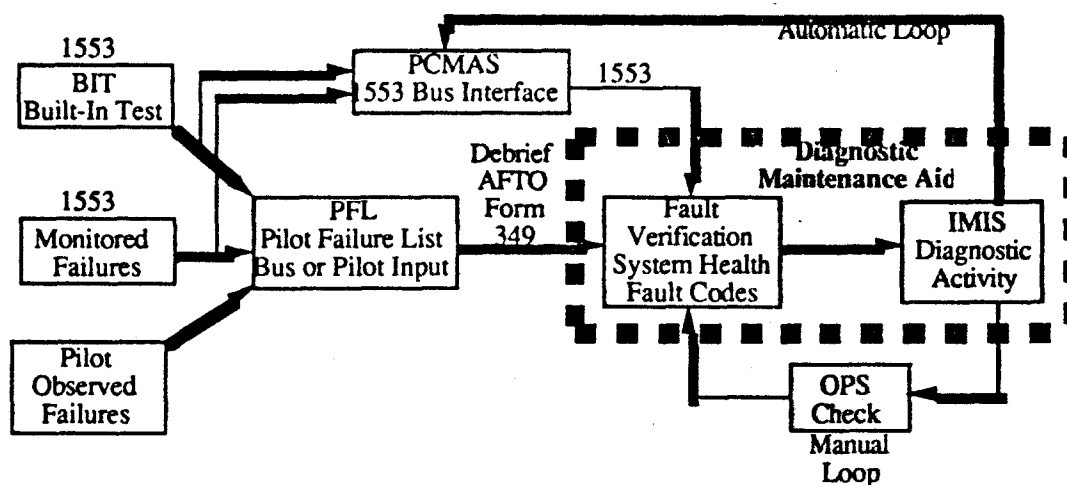 Automatic Loop
1553
BIT
Built-In Test
PCMAS
1553 Bus Interface
1553
Debrief
AFTO
Form
349
Diagnostic
Maintenance Aid
1553
Monitored
Failures
PFL
Pilot Failure List
Bus or Pilot Input
Fault
Verification
System Health
Fault Codes
IMIS
Diagnostic
Activity
Pilot
Observed
Failures
OPS
Check
Manual
Loop